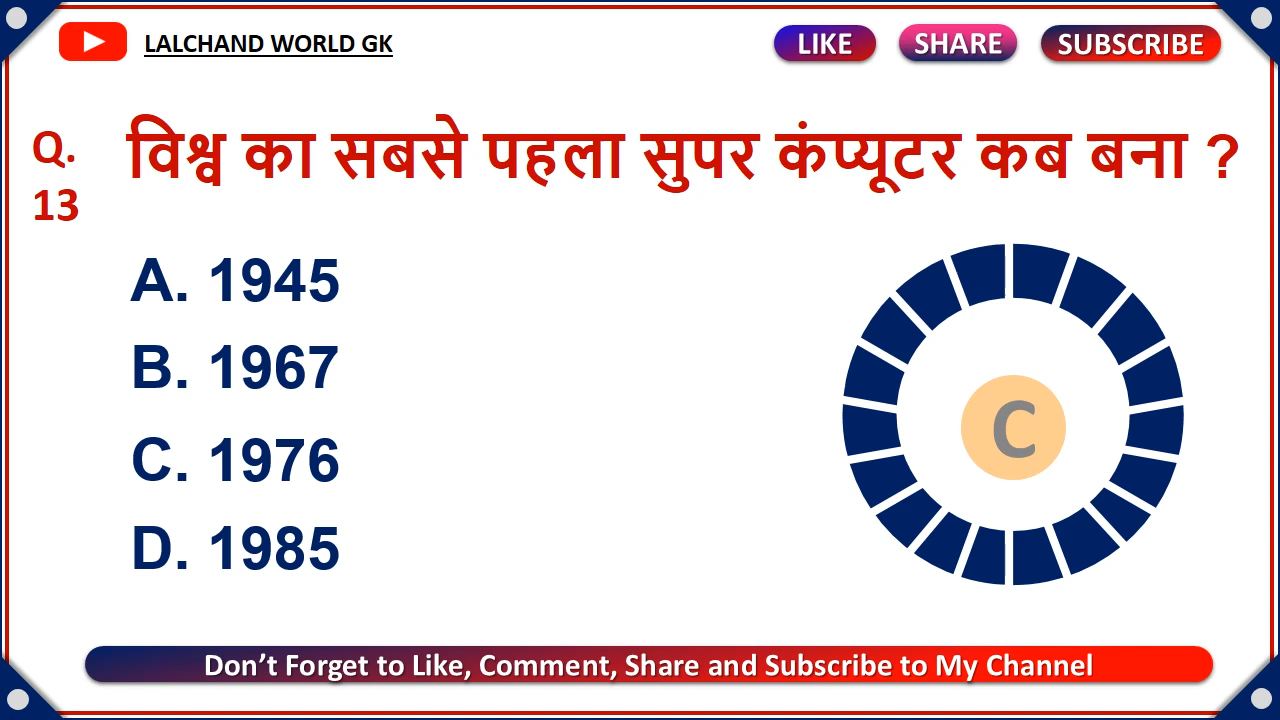 LALCHAND WORLD GK
LIKE
SHARE
SUBSCRIBE
Q. 13
विश्व का सबसे पहला सुपर कंप्यूटर कब बना ?
A. 1945
B. 1967
C. 1976
D. 1985
C
Don’t Forget to Like, Comment, Share and Subscribe to My Channel